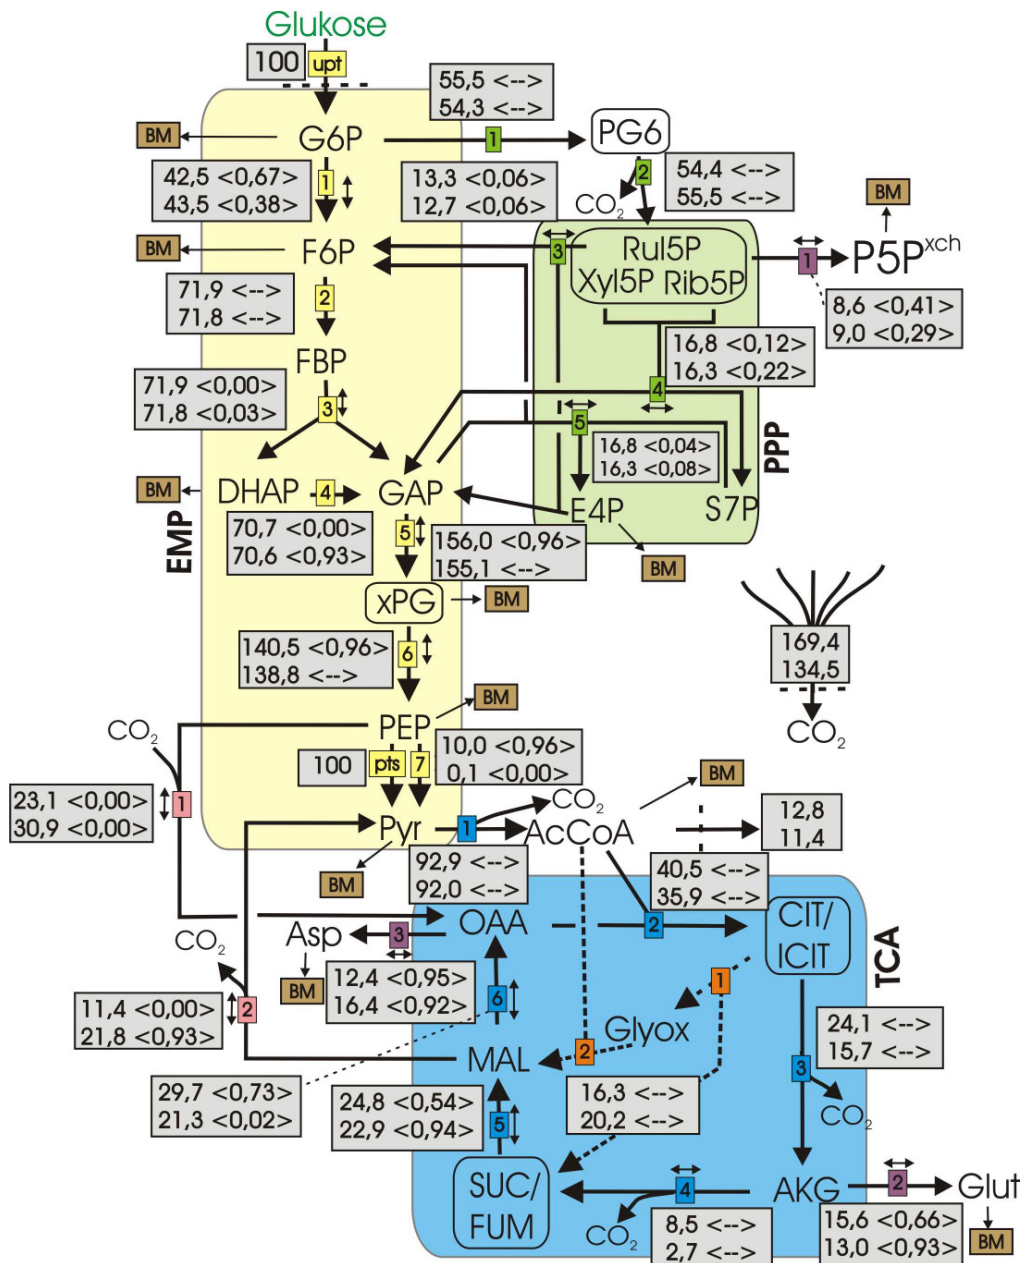 Glukose
100
upt
55,5 <-->
54,3 <-->
BM
G6P
1
PG6
42,5 <0,67>
43,5 <0,38>
1
13,3 <0,06>
12,7 <0,06>
2
CO2
54,4 <-->
55,5 <-->
BM
BM
F6P
3
Rul5P
Xyl5P Rib5P
1
P5Pxch
71,9 <-->
71,8 <-->
2
8,6 <0,41>
9,0 <0,29>
FBP
16,8 <0,12>
16,3 <0,22>
71,9 <0,00>
71,8 <0,03>
3
4
5
16,8 <0,04>
16,3 <0,08>
PPP
BM
DHAP
4
GAP
E4P
S7P
EMP
70,7 <0,00>
70,6 <0,93>
5
156,0 <0,96>
155,1 <-->
BM
xPG
BM
140,5 <0,96>
138,8 <-->
6
169,4
134,5
CO2
BM
PEP
CO2
100
pts
7
10,0 <0,96>
0,1 <0,00>
BM
23,1 <0,00>
30,9 <0,00>
1
CO2
Pyr
1
AcCoA
12,8
11,4
BM
92,9 <-->
92,0 <-->
40,5 <-->
35,9 <-->
CO2
Asp
3
OAA
2
CIT/
ICIT
TCA
BM
12,4 <0,95>
16,4 <0,92>
11,4 <0,00>
21,8 <0,93>
2
6
1
Glyox
24,1 <-->
15,7 <-->
MAL
2
3
29,7 <0,73>
21,3 <0,02>
24,8 <0,54>
22,9 <0,94>
5
16,3 <-->
20,2 <-->
CO2
SUC/
FUM
4
AKG
2
Glut
CO2
8,5 <-->
2,7 <-->
15,6 <0,66>
13,0 <0,93>
BM